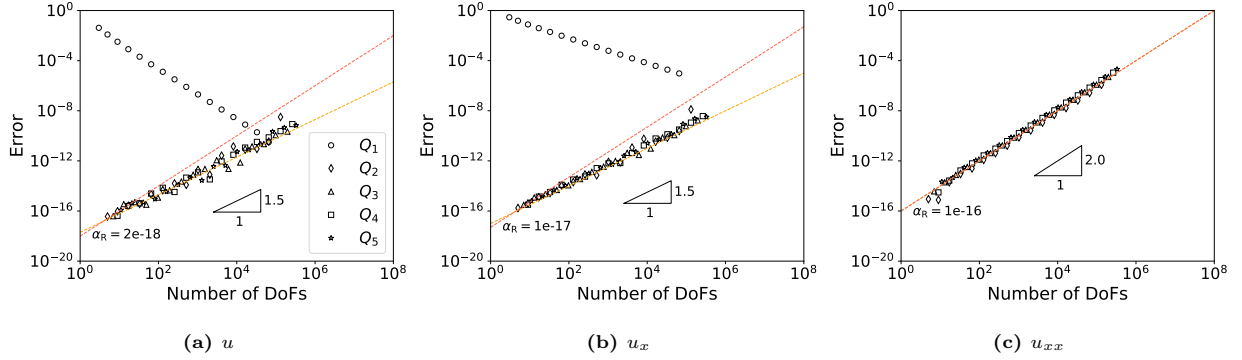 10^0
10^-4
10^-8
10^-12
10^-16
10^-20
Error
10^0 10^2 10^4 10^6 10^8
Number of DoFs
Q_1
Q_2
Q_3
Q_4
Q_5
1.5
1
α_R = 2e-18
(a) u
10^0
10^-4
10^-8
10^-12
10^-16
10^-20
Error
10^0 10^2 10^4 10^6 10^8
Number of DoFs
1.5
1
α_R = 1e-17
(b) u_x
10^0
10^-4
10^-8
10^-12
10^-16
10^-20
Error
10^0 10^2 10^4 10^6 10^8
Number of DoFs
2.0
1
α_R = 1e-16
(c) u_xx